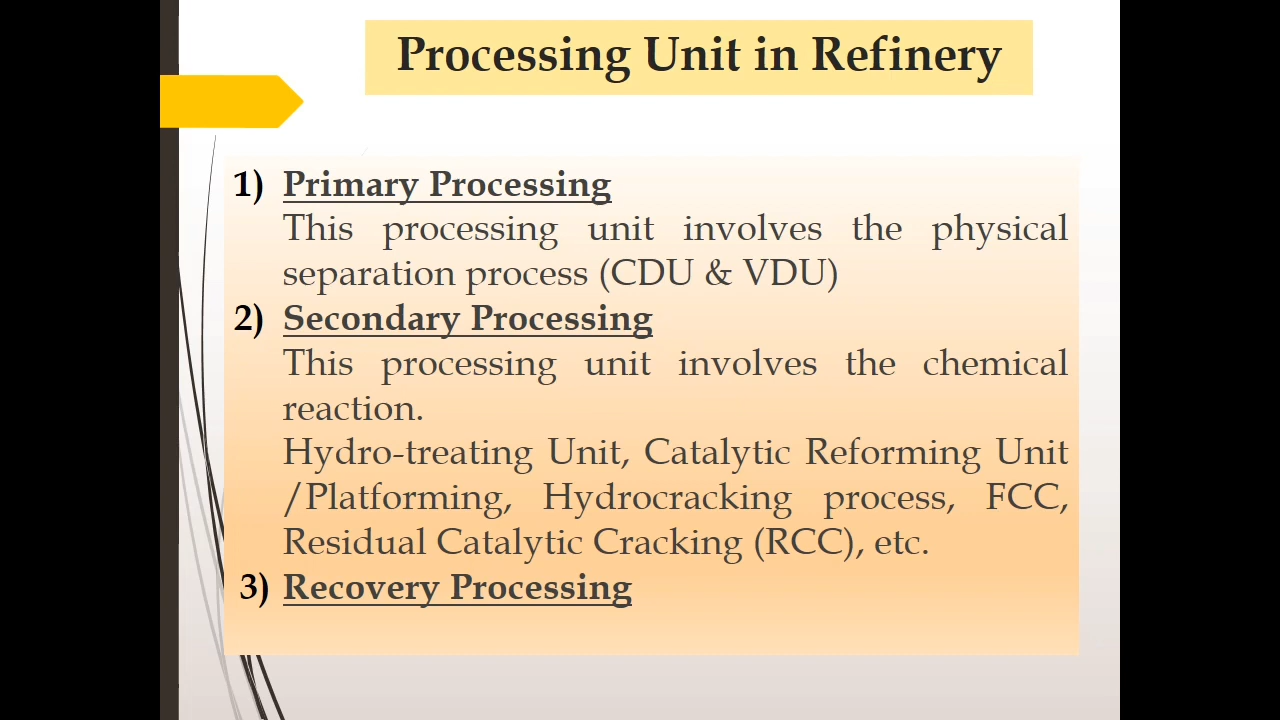 Processing Unit in Refinery
1) Primary Processing
This processing unit involves the physical
separation process (CDU & VDU)
2) Secondary Processing
This processing unit involves the chemical
reaction.
Hydro-treating Unit, Catalytic Reforming Unit
/Platforming, Hydrocracking process, FCC,
Residual Catalytic Cracking (RCC), etc.
3) Recovery Processing